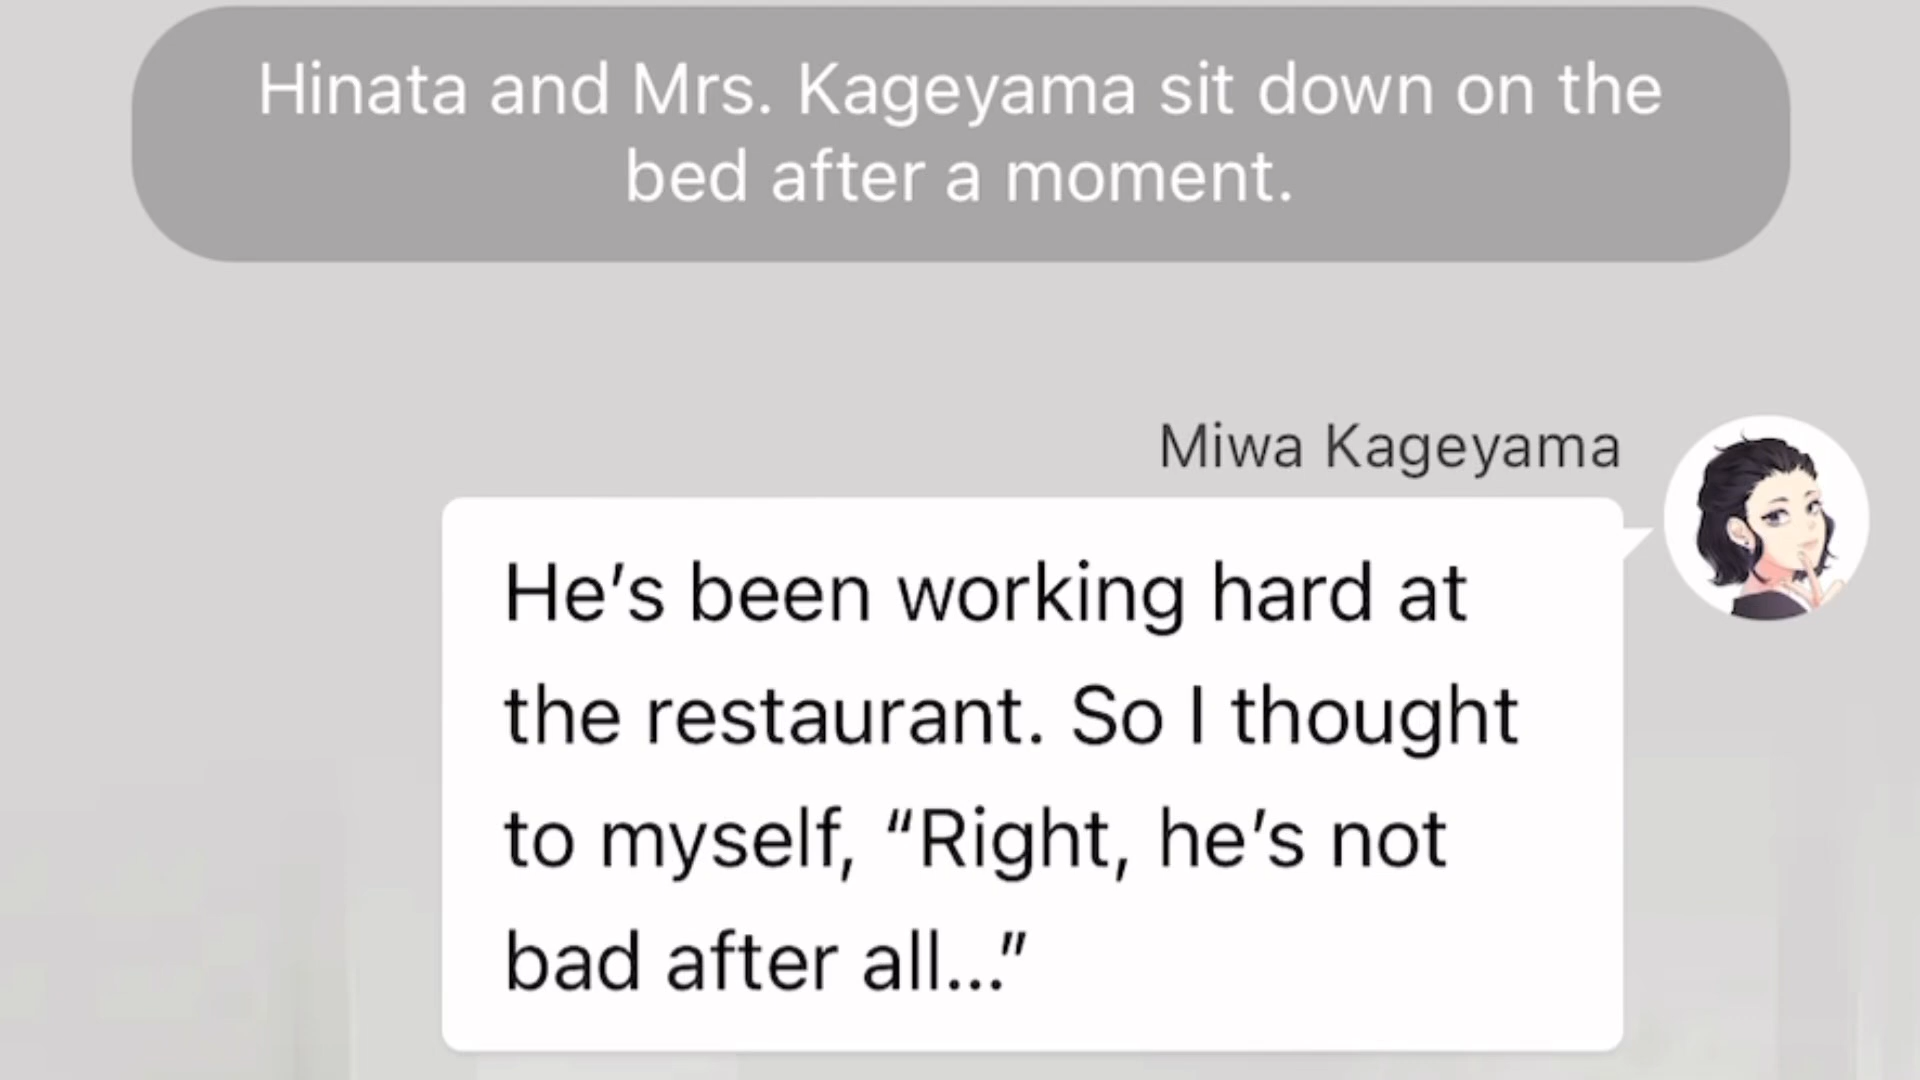 Hinata and Mrs. Kageyama sit down on the
bed after a moment.
Miwa Kageyama
He’s been working hard at
the restaurant. So I thought
to myself, “Right, he’s not
bad after all...”